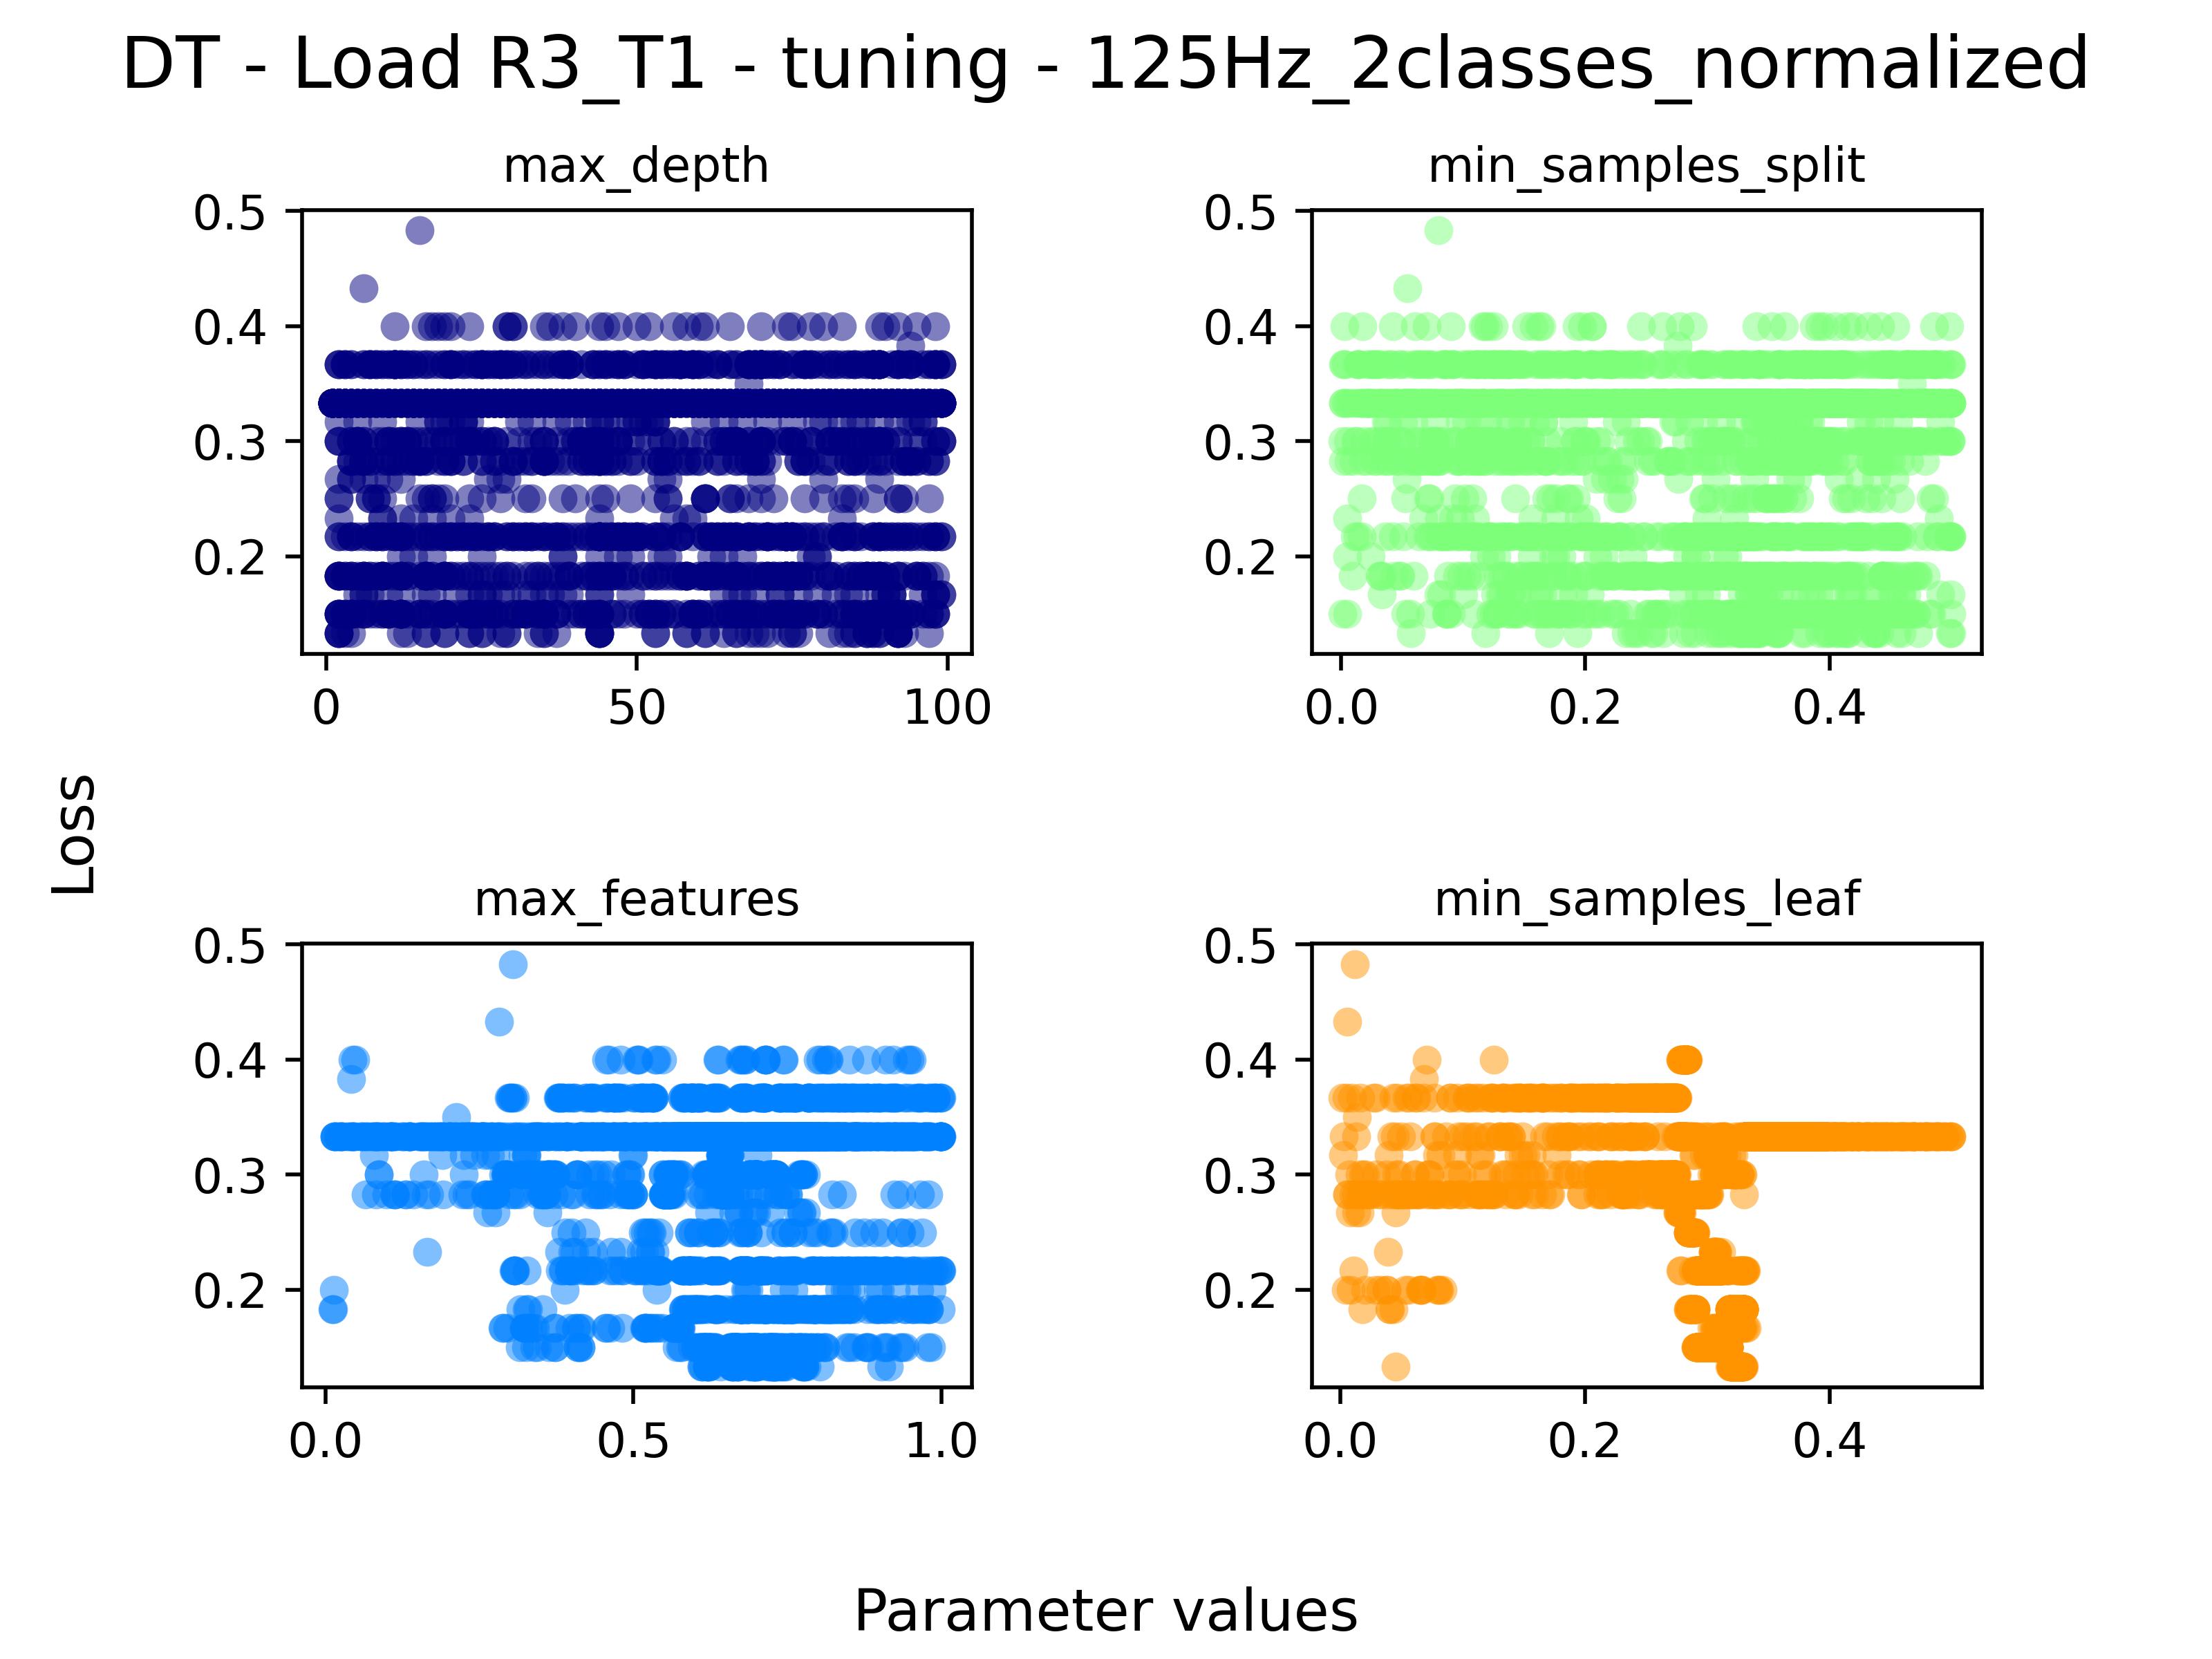 DT - Load R3_T1 - tuning - 125Hz_2classes_normalized
max_depth
0.5
0.4
0.3
0.2
0 50 100
min_samples_split
0.5
0.4
0.3
0.2
0.0 0.2 0.4
Loss
max_features
0.5
0.4
0.3
0.2
0.0 0.5 1.0
min_samples_leaf
0.5
0.4
0.3
0.2
0.0 0.2 0.4
Parameter values